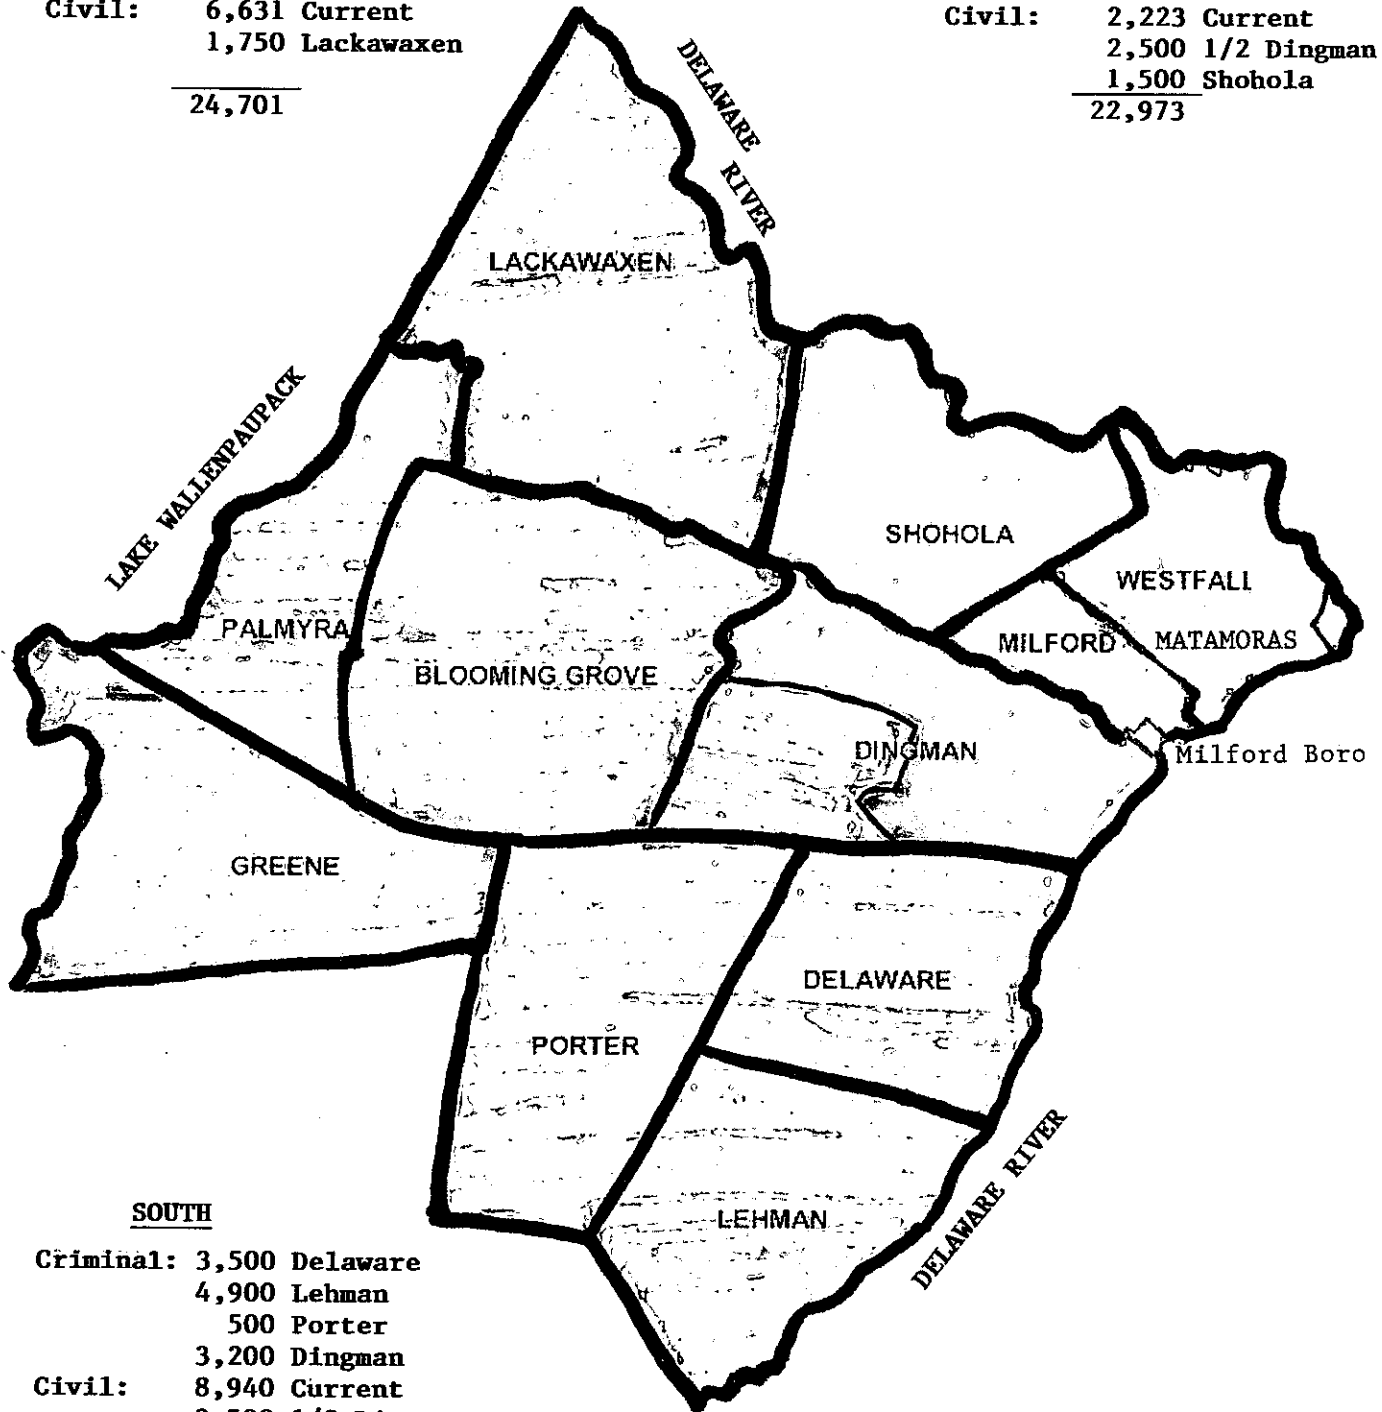 Civil: 6,631 Current
1,750 Lackawaxen
24,701
Civil: 2,223 Current
2,500 1/2 Dingman
1,500 Shohola
22,973
DELAWARE
RIVER
LACKAWAXEN
LAKE WALLENPAUPACK
SHOHOLA
WESTFALL
PALMYRA
MILFORD
MATAMORAS
BLOOMING GROVE
DINGMAN
Milford Boro
GREENE
DELAWARE
PORTER
DELAWARE RIVER
LEHMAN
SOUTH
Criminal: 3,500 Delaware
4,900 Lehman
500 Porter
3,200 Dingman
Civil: 8,940 Current